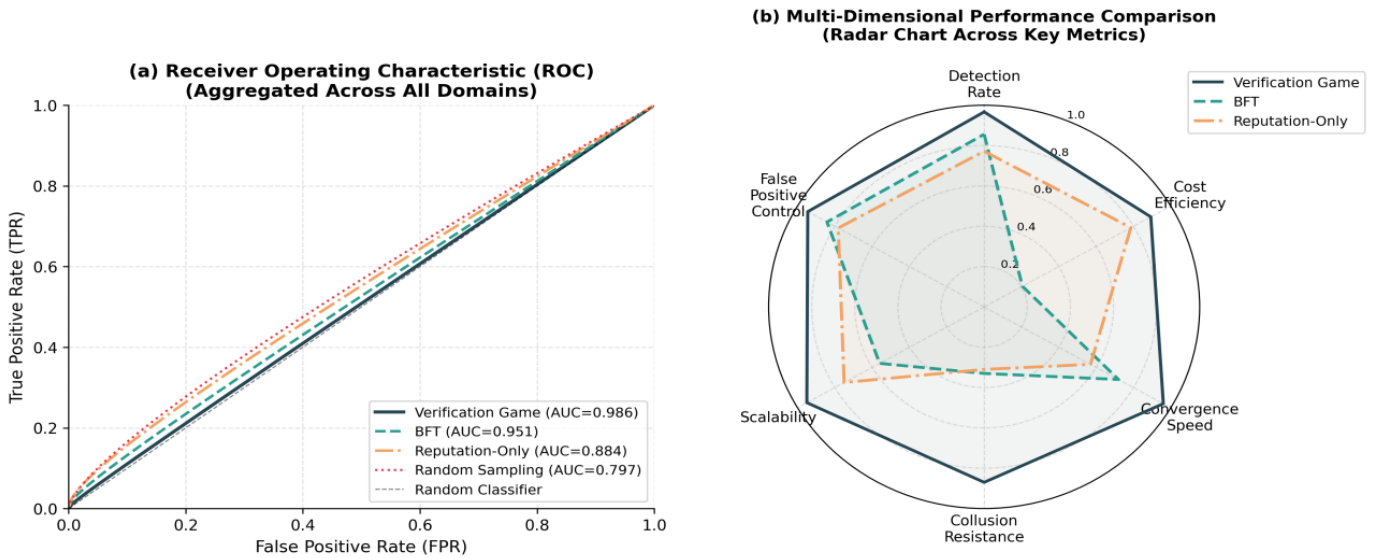 (a) Receiver Operating Characteristic (ROC)
(Aggregated Across All Domains)
True Positive Rate (TPR)
1.0
0.8
0.6
0.4
0.2
0.0
0.0
0.2
0.4
0.6
0.8
1.0
False Positive Rate (FPR)
Verification Game (AUC=0.986)
BFT (AUC=0.951)
Reputation-Only (AUC=0.884)
Random Sampling (AUC=0.797)
Random Classifier
(b) Multi-Dimensional Performance Comparison
(Radar Chart Across Key Metrics)
Detection
Rate
1.0
0.8
0.6
0.4
0.2
Cost
Efficiency
False
Positive
Control
Scalability
Collusion
Resistance
Convergence
Speed
Verification Game
BFT
Reputation-Only